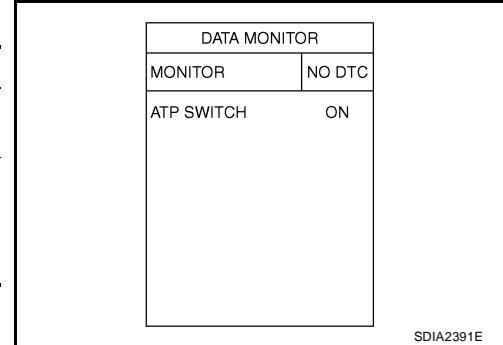 DATA MONITOR
MONITOR NO DTC
ATP SWITCH ON
SDIA2391E